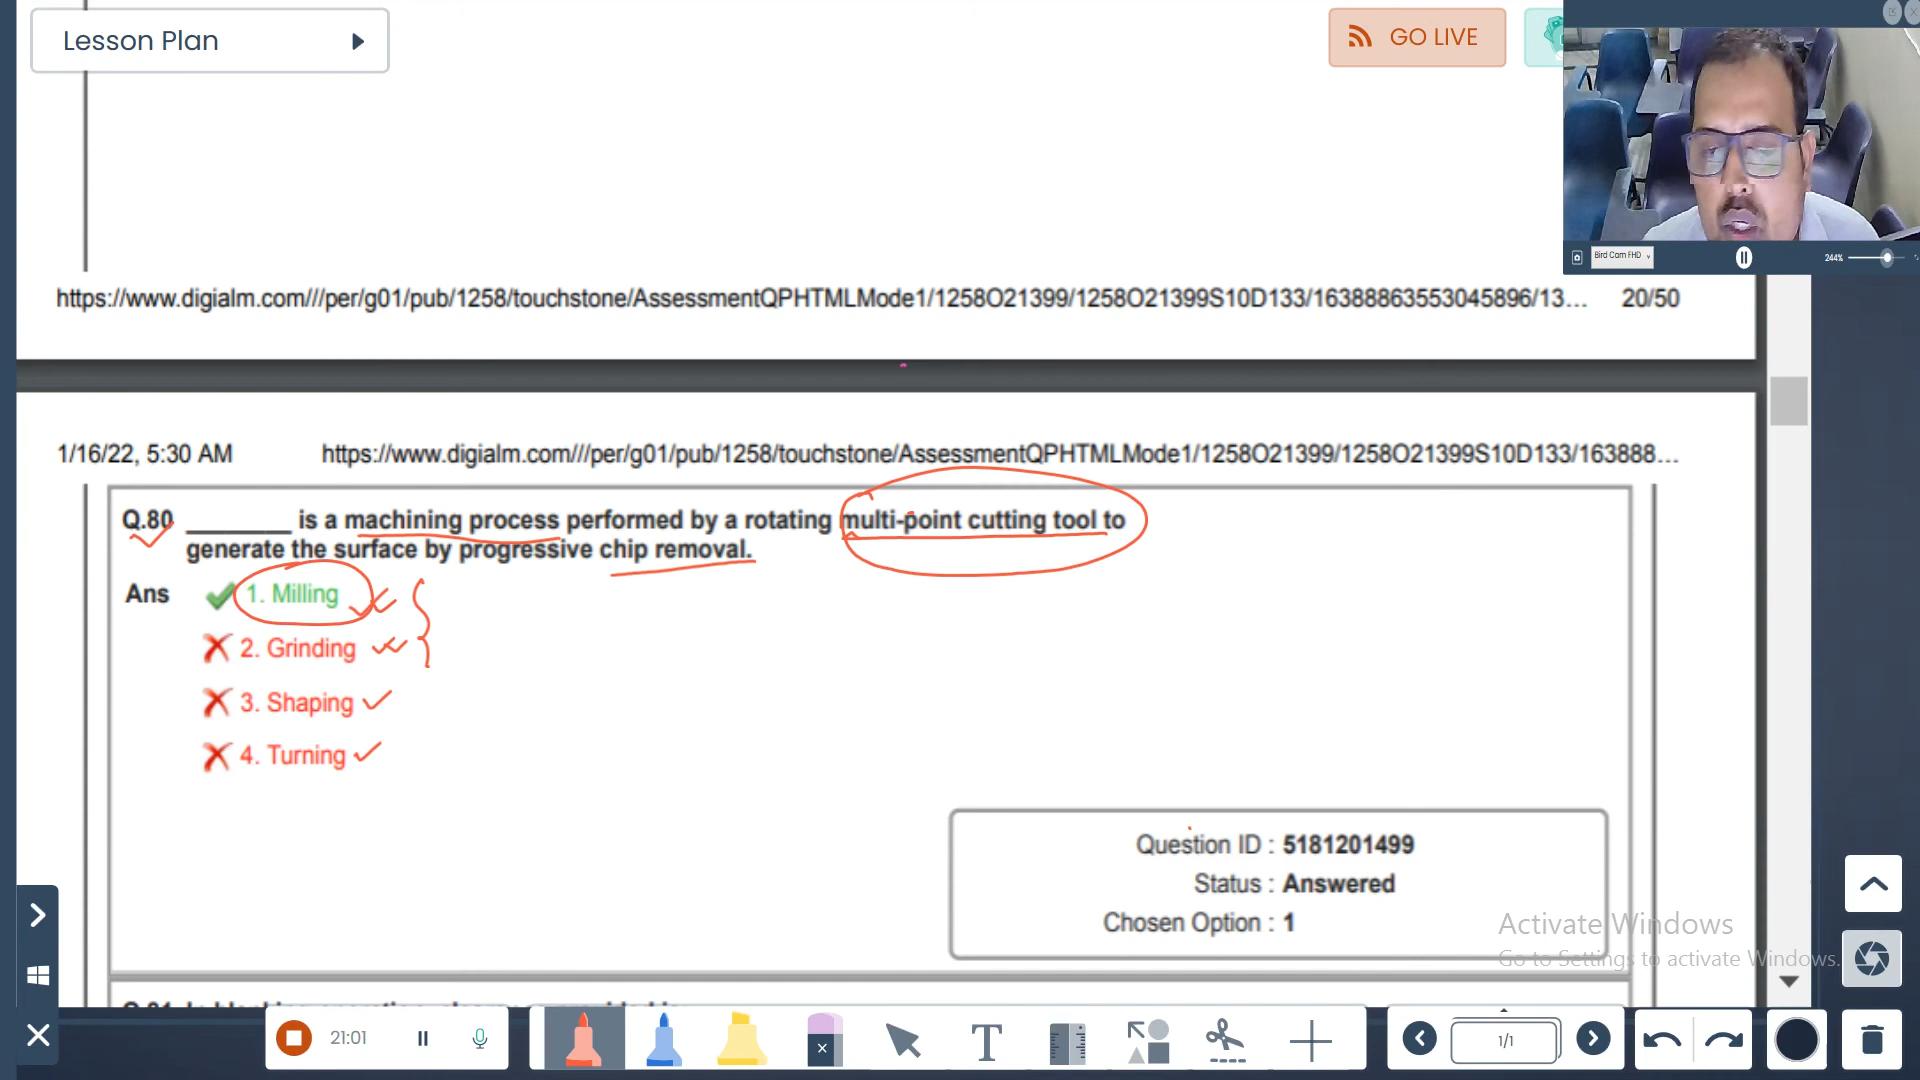 Lesson Plan
GO LIVE
Bird Cam FHD
244%
https://www.digialm.com///per/g01/pub/1258/touchstone/AssessmentQPHTMLMode1/1258O21399/1258O21399S10D133/16388863553045896/13... 20/50
1/16/22, 5:30 AM https://www.digialm.com///per/g01/pub/1258/touchstone/AssessmentQPHTMLMode1/1258O21399/1258O21399S10D133/163888...
Q.80 ________ is a machining process performed by a rotating multi-point cutting tool to
generate the surface by progressive chip removal.
Ans 1. Milling
2. Grinding
3. Shaping
4. Turning
Question ID : 5181201499
Status : Answered
Chosen Option : 1
Activate Windows
Go to Settings to activate Windows.
21:01
T
1/1